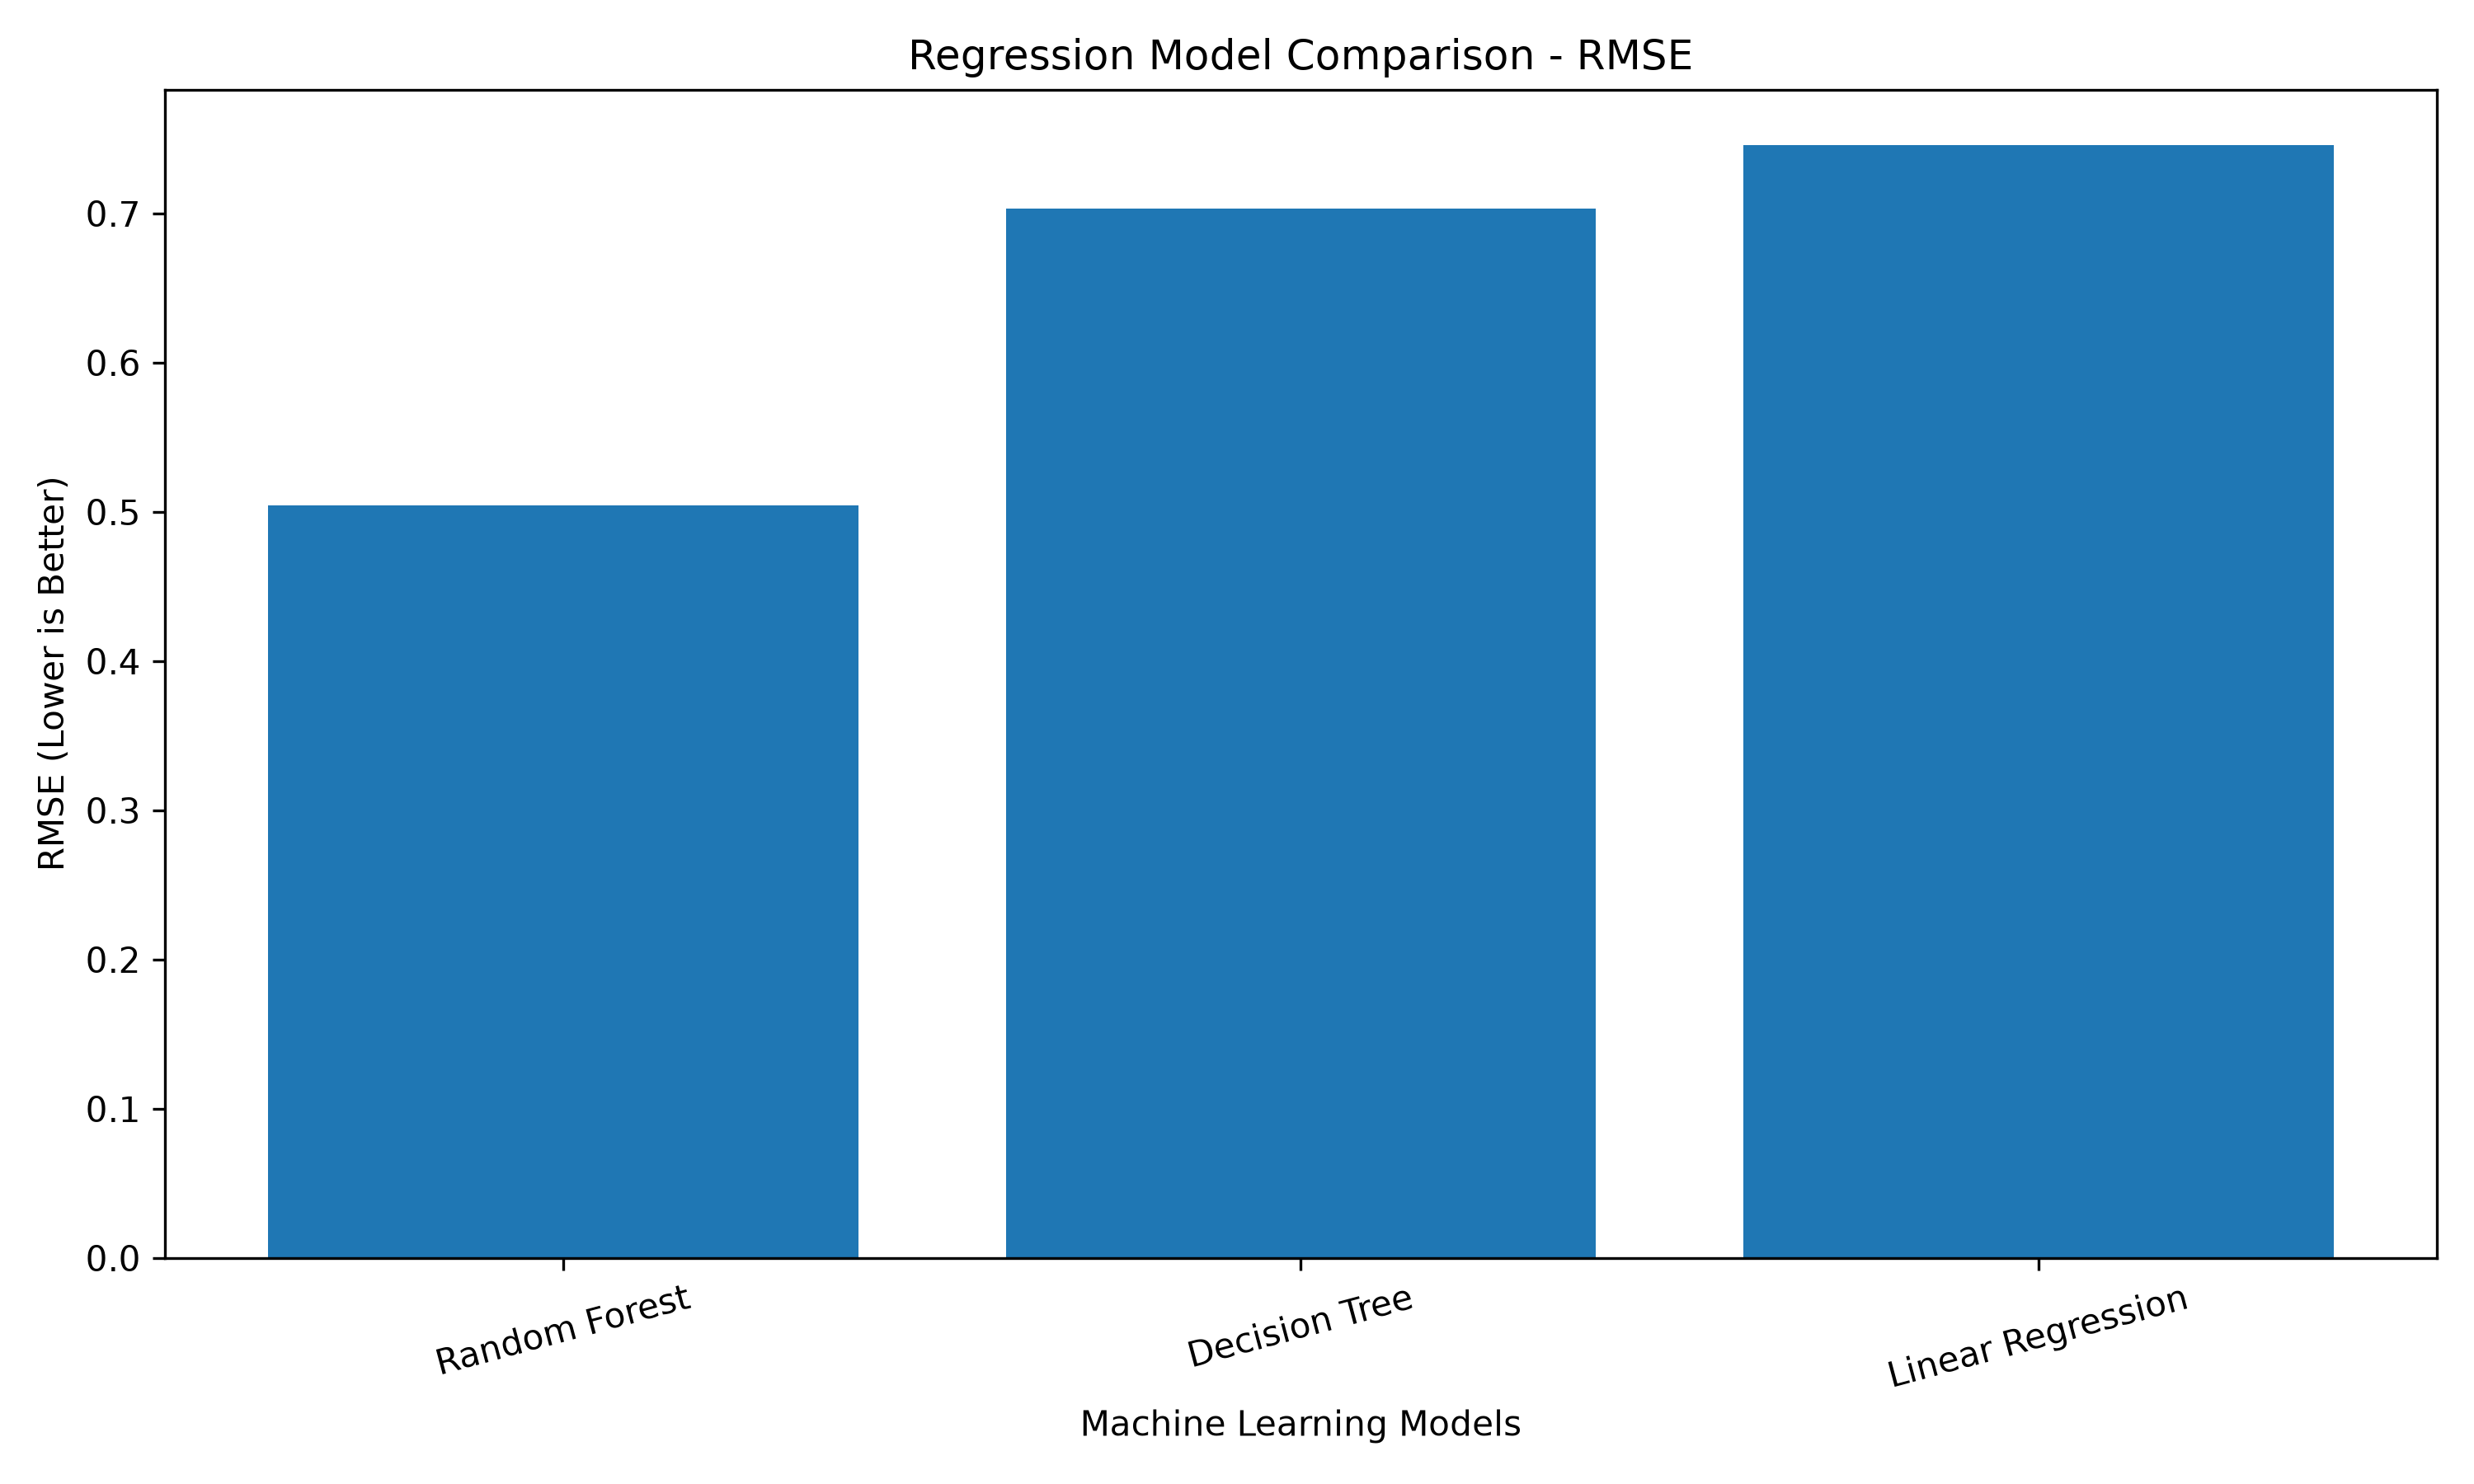 Regression Model Comparison - RMSE
RMSE (Lower is Better)
0.7
0.6
0.5
0.4
0.3
0.2
0.1
0.0
Random Forest
Decision Tree
Linear Regression
Machine Learning Models